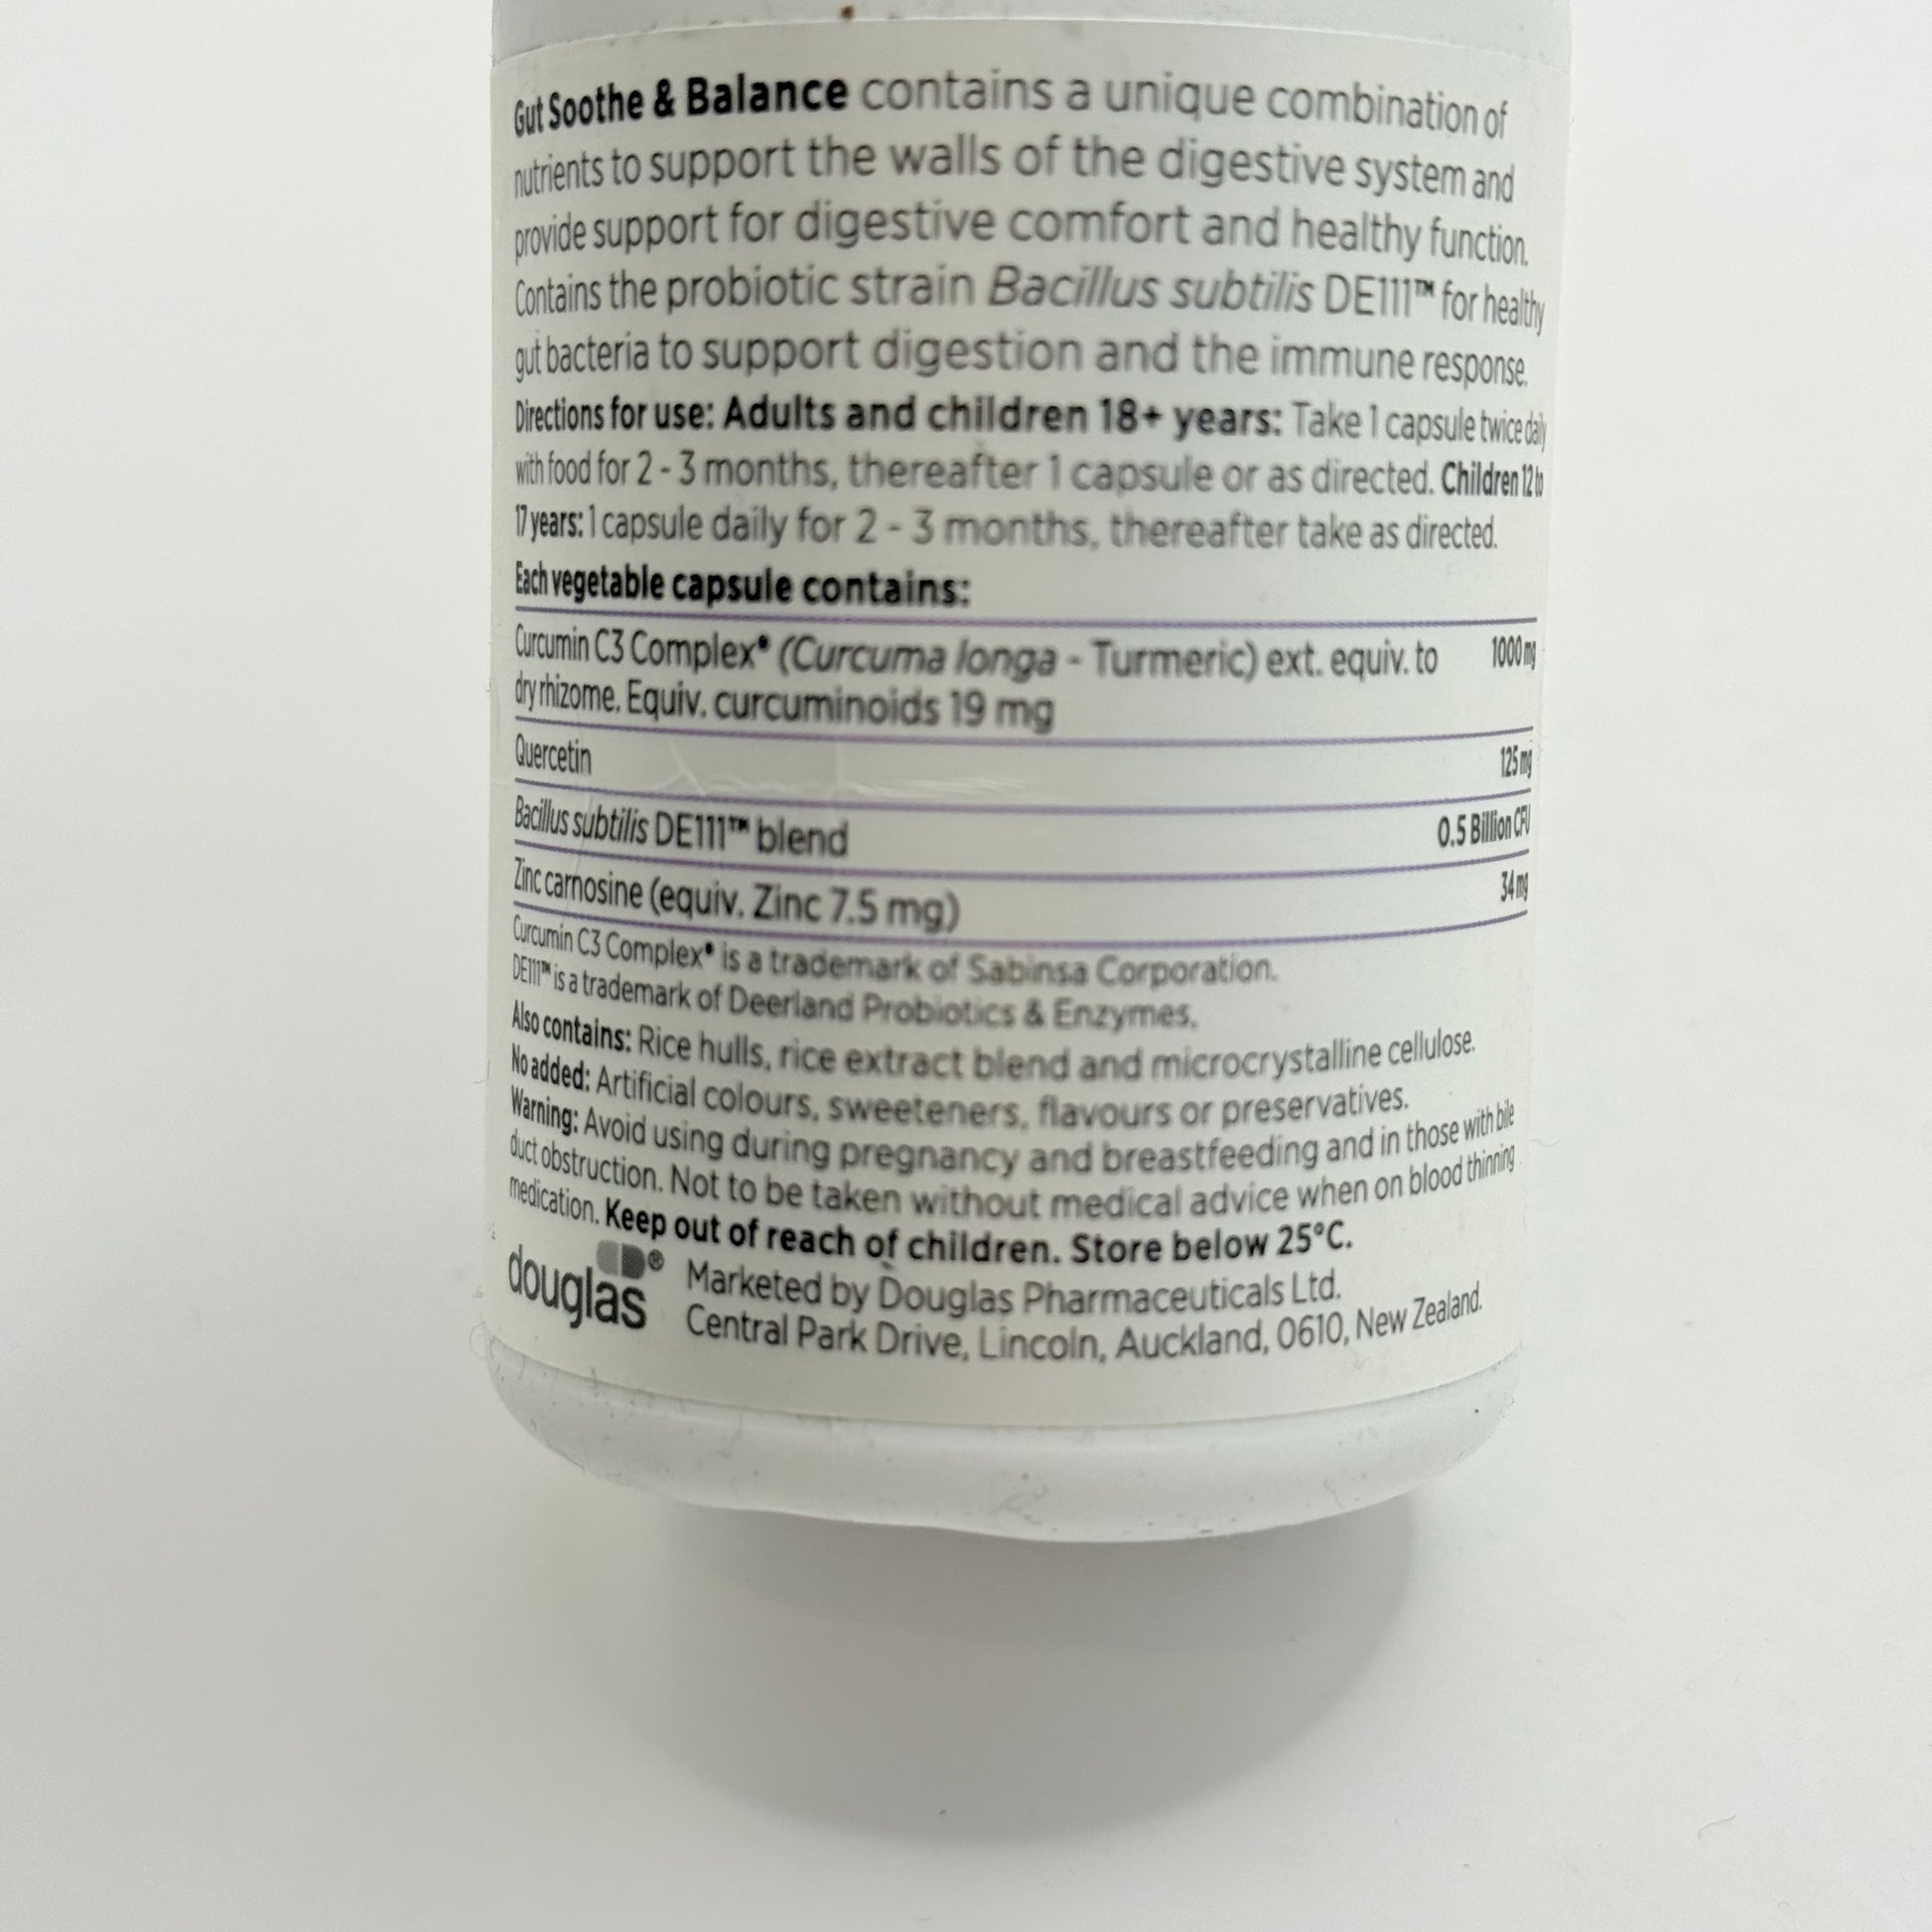 Gut Soothe & Balance contains a unique combination of
nutrients to support the walls of the digestive system and
provide support for digestive comfort and healthy function.
Contains the probiotic strain Bacillus subtilis DE111™ for healthy
gut bacteria to support digestion and the immune response.
Directions for use: Adults and children 18+ years: Take 1 capsule twice daily
with food for 2 - 3 months, thereafter 1 capsule or as directed. Children 12 to
17 years: 1 capsule daily for 2 - 3 months, thereafter take as directed.
Each vegetable capsule contains:
Curcumin C3 Complex® (Curcuma longa - Turmeric) ext. equiv. to 1000 mg
dry rhizome. Equiv. curcuminoids 19 mg
Quercetin 125 mg
Bacillus subtilis DE111™ blend 0.5 Billion CFU
Zinc carnosine (equiv. Zinc 7.5 mg) 34 mg
Curcumin C3 Complex® is a trademark of Sabinsa Corporation.
DE111™ is a trademark of Deerland Probiotics & Enzymes.
Also contains: Rice hulls, rice extract blend and microcrystalline cellulose.
No added: Artificial colours, sweeteners, flavours or preservatives.
Warning: Avoid using during pregnancy and breastfeeding and in those with bile
duct obstruction. Not to be taken without medical advice when on blood thinning
medication. Keep out of reach of children. Store below 25°C.
douglas®
Marketed by Douglas Pharmaceuticals Ltd.
Central Park Drive, Lincoln, Auckland, 0610, New Zealand.